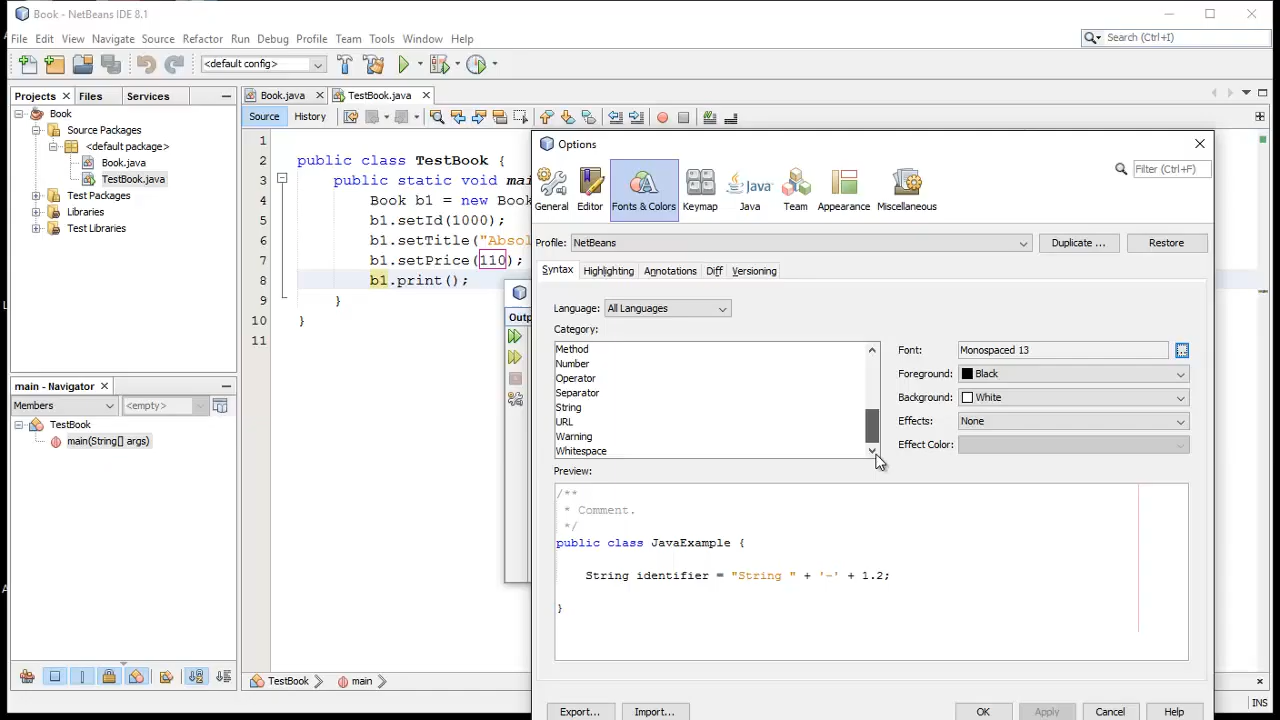 Book - NetBeans IDE 8.1
File Edit View Navigate Source Refactor Run Debug Profile Team Tools Window Help
Search (Ctrl+I)
<default config>
Projects Files Services
Book.java TestBook.java
Source History
Book
Source Packages
<default package>
Book.java
TestBook.java
Test Packages
Libraries
Test Libraries
1
2 public class TestBook {
3 public static void
4 Book b1 = new Book
5 b1.setId(1000);
6 b1.setTitle("Absol
7 b1.setPrice(110);
8 b1.print();
9 }
10 }
11
main - Navigator
Members <empty>
TestBook
main(String[] args)
TestBook main
INS
Options
Filter (Ctrl+F)
General Editor Fonts & Colors Keymap Java Team Appearance Miscellaneous
Java
Profile: NetBeans Duplicate ... Restore
Syntax Highlighting Annotations Diff Versioning
Language: All Languages
Category:
Method
Number
Operator
Separator
String
URL
Warning
Whitespace
Font: Monospaced 13
Foreground: Black
Background: White
Effects: None
Effect Color:
Preview:
/**
* Comment.
*/
public class JavaExample {
String identifier = "String " + '-' + 1.2;
}
Export... Import... OK Apply Cancel Help